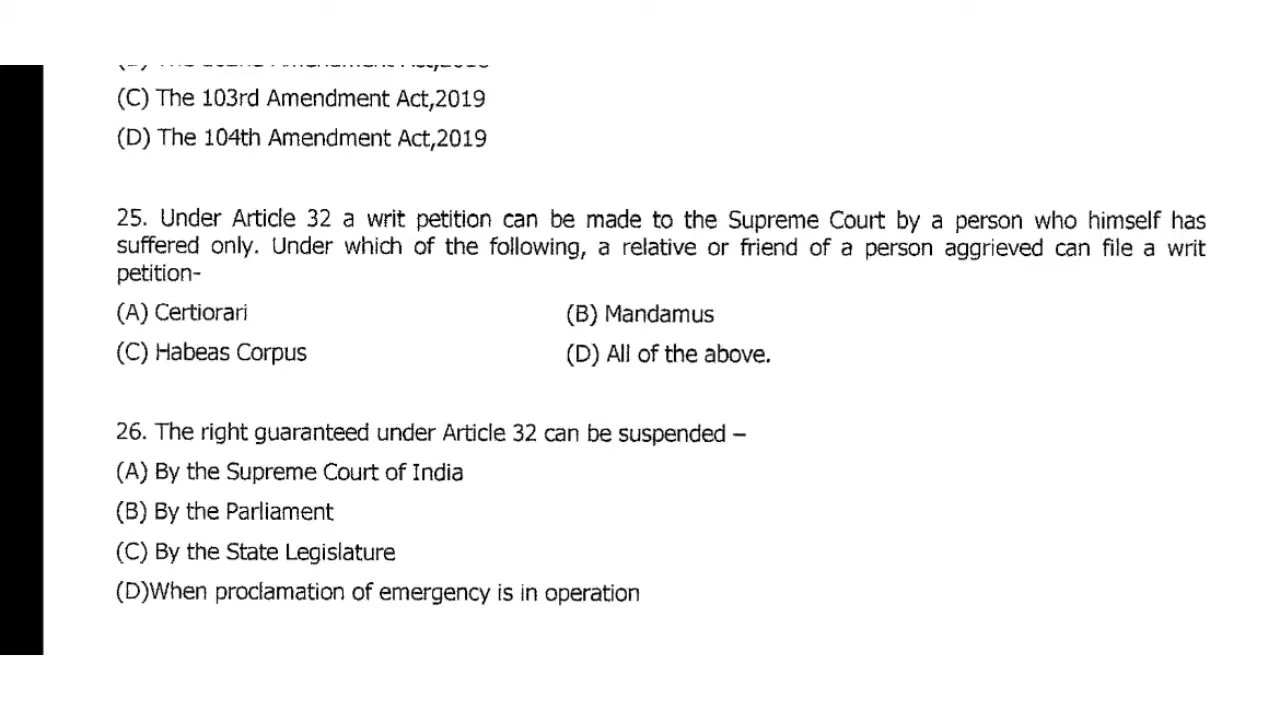 (C) The 103rd Amendment Act,2019
(D) The 104th Amendment Act,2019
25. Under Article 32 a writ petition can be made to the Supreme Court by a person who himself has
suffered only. Under which of the following, a relative or friend of a person aggrieved can file a writ
petition-
(A) Certiorari (B) Mandamus
(C) Habeas Corpus (D) All of the above.
26. The right guaranteed under Article 32 can be suspended –
(A) By the Supreme Court of India
(B) By the Parliament
(C) By the State Legislature
(D)When proclamation of emergency is in operation